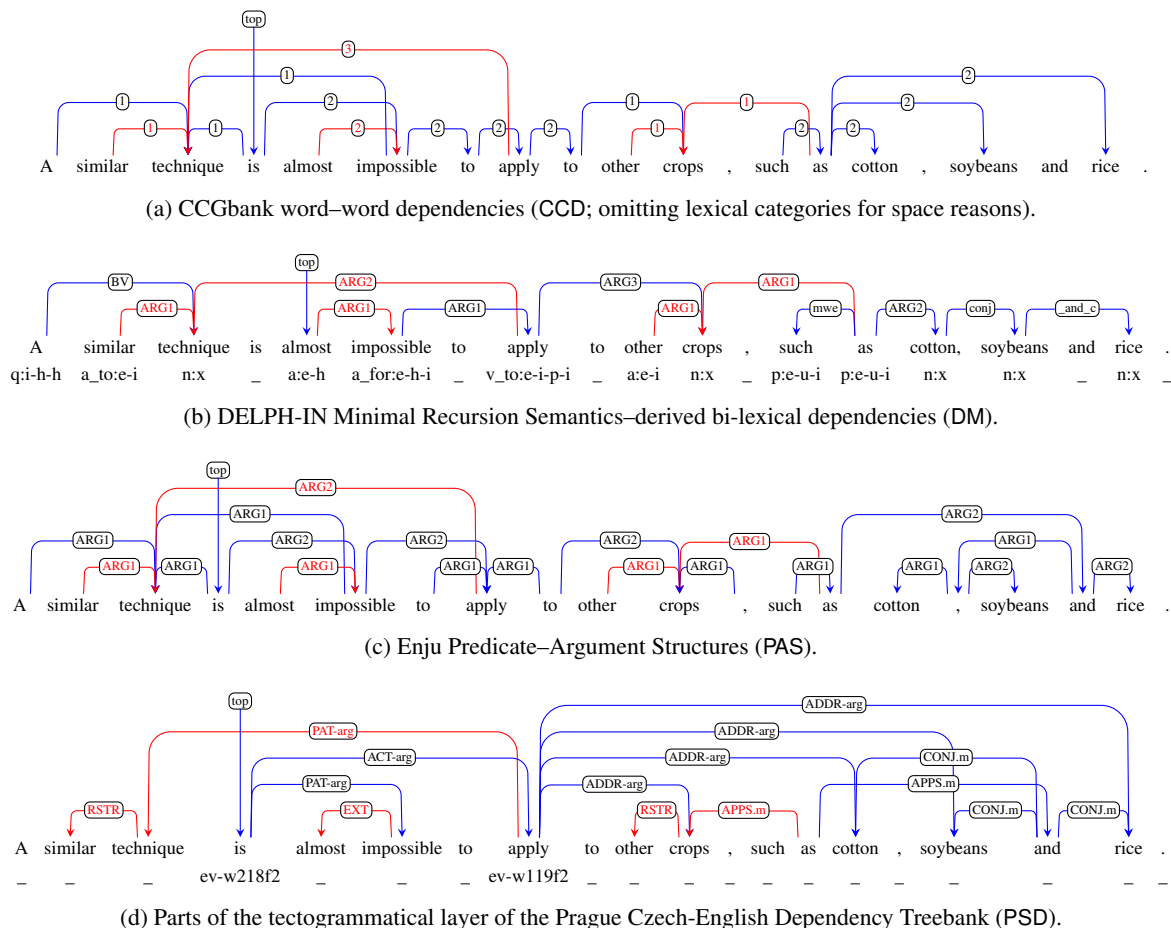 top
3
1 2
1 2 1 1 2
1 1 2 2 2 2 1 2 2
A similar technique is almost impossible to apply to other crops , such as cotton , soybeans and rice .
(a) CCGbank word–word dependencies (CCD; omitting lexical categories for space reasons).
top
BV ARG2 ARG3 ARG1
ARG1 ARG1 ARG1 ARG1 mwe ARG2 conj _and_c
A similar technique is almost impossible to apply to other crops , such as cotton, soybeans and rice .
q:i-h-h a_to:e-i n:x _ a:e-h a_for:e-h-i _ v_to:e-i-p-i _ a:e-i n:x _ p:e-u-i p:e-u-i n:x n:x _ n:x _
(b) DELPH-IN Minimal Recursion Semantics–derived bi-lexical dependencies (DM).
top
ARG2
ARG1 ARG2
ARG1 ARG2 ARG2 ARG2 ARG1 ARG1
ARG1 ARG1 ARG1 ARG1 ARG1 ARG1 ARG1 ARG1 ARG1 ARG2 ARG2
A similar technique is almost impossible to apply to other crops , such as cotton , soybeans and rice .
(c) Enju Predicate–Argument Structures (PAS).
top ADDR-arg
PAT-arg ADDR-arg
ACT-arg ADDR-arg CONJ.m
PAT-arg ADDR-arg APPS.m
RSTR EXT RSTR APPS.m CONJ.m CONJ.m
A similar technique is almost impossible to apply to other crops , such as cotton , soybeans and rice .
_ _ _ ev-w218f2 _ _ _ ev-w119f2 _ _ _ _ _ _ _ _ _ _ _ _
(d) Parts of the tectogrammatical layer of the Prague Czech-English Dependency Treebank (PSD).